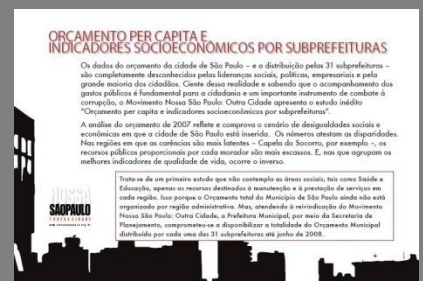 ORÇAMENTO PER CAPITA E
INDICADORES SOCIOECONÔMICOS POR SUBPREFEITURAS
Os dados do orçamento da cidade de São Paulo – e a distribuição pelas 31 subprefeituras –
são completamente desconhecidos pelas lideranças sociais, políticas, empresariais e pela
grande maioria dos cidadãos. Ciente dessa realidade e sabendo que o acompanhamento dos
gastos públicos é fundamental para a cidadania e um importante instrumento de combate à
corrupção, o Movimento Nossa São Paulo: Outra Cidade apresenta o estudo inédito
"Orçamento per capita e indicadores socioeconômicos por subprefeituras".
A análise do orçamento de 2007 reflete e comprova o cenário de desigualdades sociais e
econômicas em que a cidade de São Paulo está inserida. Os números atestam as disparidades.
Nas regiões em que as carências são mais latentes – Capela do Socorro, por exemplo –, os
recursos públicos proporcionais por cada morador são mais escassos. E, nas que agrupam os
melhores indicadores de qualidade de vida, ocorre o inverso.
Trata-se de um primeiro estudo que não contempla as áreas sociais, tais como Saúde e
Educação, apenas os recursos destinados à manutenção e à prestação de serviços em
cada região. Isso porque o Orçamento total do Município de São Paulo ainda não está
organizado por região administrativa. Mas, atendendo à reivindicação do Movimento
Nossa São Paulo: Outra Cidade, a Prefeitura Municipal, por meio da Secretaria de
Planejamento, comprometeu-se a disponibilizar a totalidade do Orçamento Municipal
distribuído por cada uma das 31 subprefeituras até junho de 2008.
NOSSA
SÃOPAULO
OUTRA CIDADE